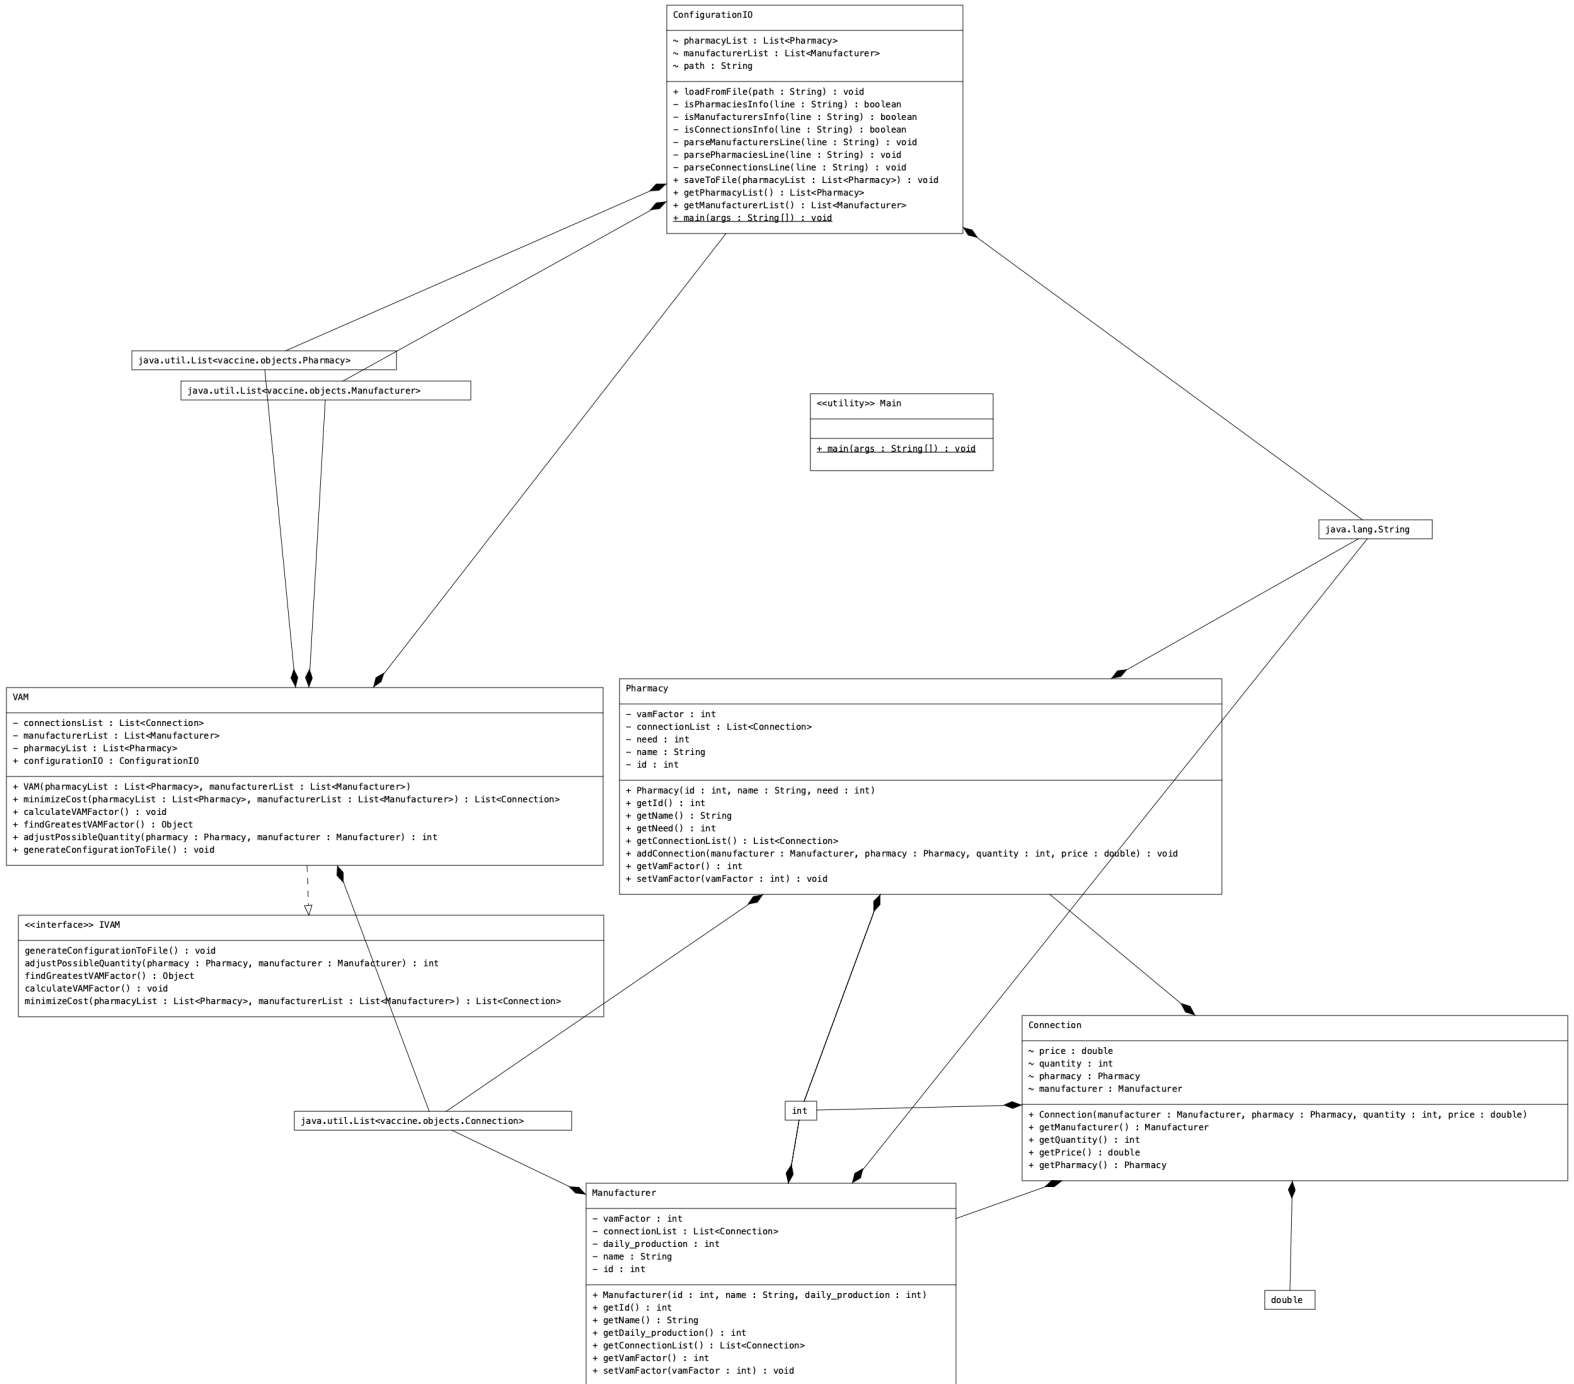 ConfigurationIO
~ pharmacyList : List<Pharmacy>
~ manufacturerList : List<Manufacturer>
~ path : String
+ loadFromFile(path : String) : void
− isPharmaciesInfo(line : String) : boolean
− isManufacturersInfo(line : String) : boolean
− isConnectionsInfo(line : String) : boolean
− parseManufacturersLine(line : String) : void
− parsePharmaciesLine(line : String) : void
− parseConnectionsLine(line : String) : void
+ saveToFile(pharmacyList : List<Pharmacy>) : void
+ getPharmacyList() : List<Pharmacy>
+ getManufacturerList() : List<Manufacturer>
+ main(args : String[]) : void
java.util.List<vaccine.objects.Pharmacy>
java.util.List<vaccine.objects.Manufacturer>
<<utility>> Main
+ main(args : String[]) : void
java.lang.String
VAM
− connectionsList : List<Connection>
− manufacturerList : List<Manufacturer>
− pharmacyList : List<Pharmacy>
+ configurationIO : ConfigurationIO
+ VAM(pharmacyList : List<Pharmacy>, manufacturerList : List<Manufacturer>)
+ minimizeCost(pharmacyList : List<Pharmacy>, manufacturerList : List<Manufacturer>) : List<Connection>
+ calculateVAMFactor() : void
+ findGreatestVAMFactor() : Object
+ adjustPossibleQuantity(pharmacy : Pharmacy, manufacturer : Manufacturer) : int
+ generateConfigurationToFile() : void
Pharmacy
− vamFactor : int
− connectionList : List<Connection>
− need : int
− name : String
− id : int
+ Pharmacy(id : int, name : String, need : int)
+ getId() : int
+ getName() : String
+ getNeed() : int
+ getConnectionList() : List<Connection>
+ addConnection(manufacturer : Manufacturer, pharmacy : Pharmacy, quantity : int, price : double) : void
+ getVamFactor() : int
+ setVamFactor(vamFactor : int) : void
<<interface>> IVAM
generateConfigurationToFile() : void
adjustPossibleQuantity(pharmacy : Pharmacy, manufacturer : Manufacturer) : int
findGreatestVAMFactor() : Object
calculateVAMFactor() : void
minimizeCost(pharmacyList : List<Pharmacy>, manufacturerList : List<Manufacturer>) : List<Connection>
Connection
~ price : double
~ quantity : int
~ pharmacy : Pharmacy
~ manufacturer : Manufacturer
+ Connection(manufacturer : Manufacturer, pharmacy : Pharmacy, quantity : int, price : double)
+ getManufacturer() : Manufacturer
+ getQuantity() : int
+ getPrice() : double
+ getPharmacy() : Pharmacy
java.util.List<vaccine.objects.Connection>
int
Manufacturer
− vamFactor : int
− connectionList : List<Connection>
− daily_production : int
− name : String
− id : int
+ Manufacturer(id : int, name : String, daily_production : int)
+ getId() : int
+ getName() : String
+ getDaily_production() : int
+ getConnectionList() : List<Connection>
+ getVamFactor() : int
+ setVamFactor(vamFactor : int) : void
double